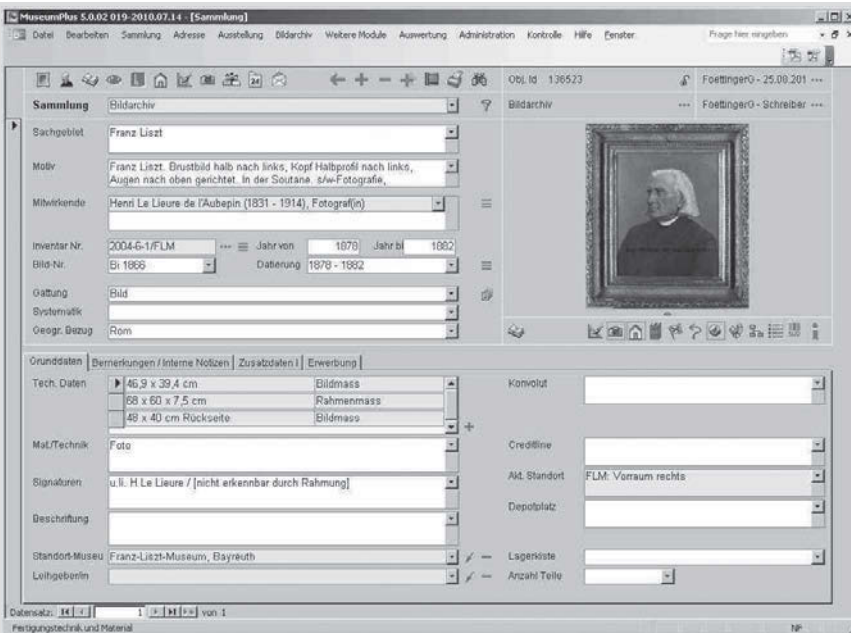 MuseumPlus 5.0.02 019-2010.07.14 - [Sammlung]
Datei Bearbeiten Sammlung Adresse Ausstellung Bildarchiv Weitere Module Auswertung Administration Kontrolle Hilfe Fenster Frage hier eingeben
Obj. Id 136523 FoettingerO - 25.08.201 ---
Sammlung Bildarchiv Bildarchiv --- FoettingerO - Schreiber ---
Sachgebiet Franz Liszt
Motiv Franz Liszt. Brustbild halb nach links, Kopf Halbprofil nach links,
Augen nach oben gerichtet. In der Soutane. s/w-Fotografie,
Mitwirkende Henri Le Lieure de l'Aubepin (1831 - 1914), Fotograf(in)
Inventar Nr. 2004-6-1/FLM --- Jahr von 1878 Jahr bi 1882
Bild-Nr. Bi 1866 Datierung 1878 - 1882
Gattung Bild
Systematik
Geogr. Bezug Rom
Grunddaten Bemerkungen / Interne Notizen Zusatzdaten I Erwerbung
Tech. Daten 46,9 x 39,4 cm Bildmass Konvolut
68 x 60 x 7,5 cm Rahmenmass
48 x 40 cm Rückseite Bildmass
Mat./Technik Foto Creditline
Signaturen u.li. H.Le Lieure / [nicht erkennbar durch Rahmung] Akt. Standort FLM: Vorraum rechts
Depotplatz
Beschriftung
Standort-Museu Franz-Liszt-Museum, Bayreuth Lagerkiste
Leihgeber/in Anzahl Teile
Datensatz: 1 von 1
Fertigungstechnik und Material NF